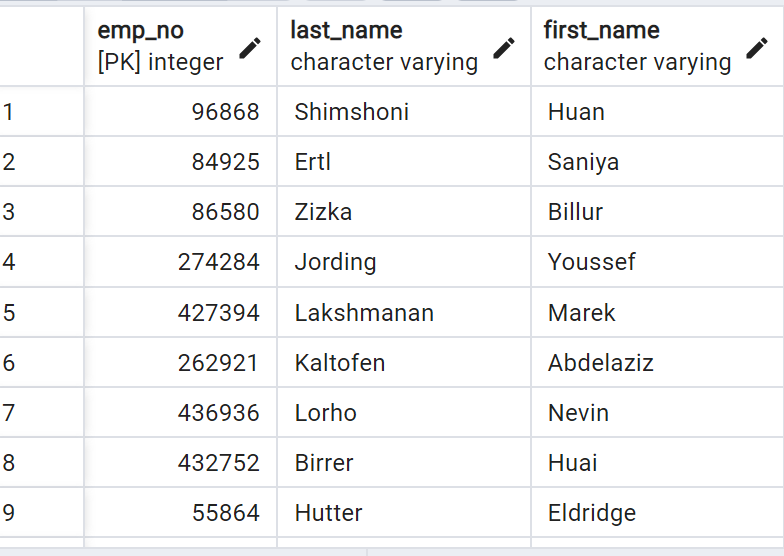 emp_no last_name first_name
[PK] integer character varying character varying
1 96868 Shimshoni Huan
2 84925 Ertl Saniya
3 86580 Zizka Billur
4 274284 Jording Youssef
5 427394 Lakshmanan Marek
6 262921 Kaltofen Abdelaziz
7 436936 Lorho Nevin
8 432752 Birrer Huai
9 55864 Hutter Eldridge